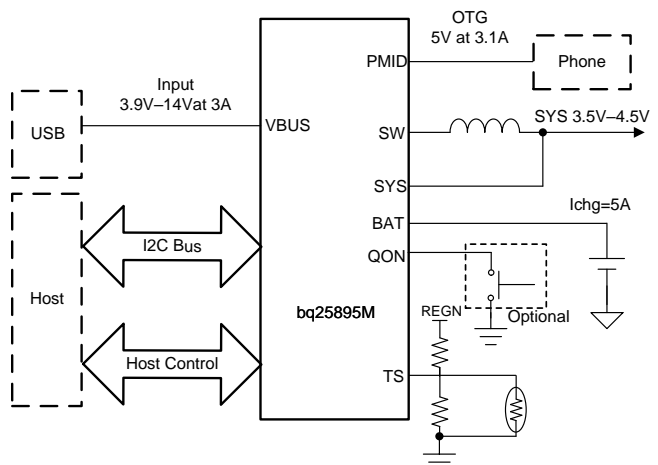 OTG
5V at 3.1A
PMID
Phone
Input
3.9V–14Vat 3A
USB
VBUS
SW
SYS 3.5V–4.5V
SYS
BAT
Ichg=5A
I2C Bus
QON
Host
bq25895M
REGN
Optional
Host Control
TS